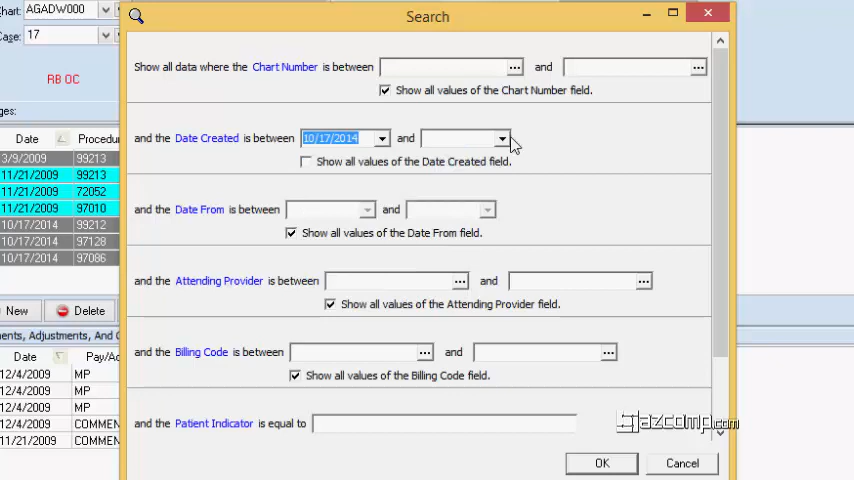 Chart: AGADW000
Search
Case: 17
Show all data where the Chart Number is between ... and ...
Show all values of the Chart Number field.
RB OC
Date Procedu
and the Date Created is between 10/17/2014 and
Show all values of the Date Created field.
3/9/2009 99213
11/21/2009 99213
11/21/2009 72052
11/21/2009 97010
10/17/2014 99212
10/17/2014 97128
10/17/2014 97086
and the Date From is between and
Show all values of the Date From field.
and the Attending Provider is between ... and ...
Show all values of the Attending Provider field.
New Delete
ents, Adjustments, And C
Date Pay/Ad
12/4/2009 MP
12/4/2009 MP
12/4/2009 MP
12/4/2009 COMMEN
11/21/2009 COMMEN
and the Billing Code is between ... and ...
Show all values of the Billing Code field.
and the Patient Indicator is equal to
azcomp.com
OK Cancel